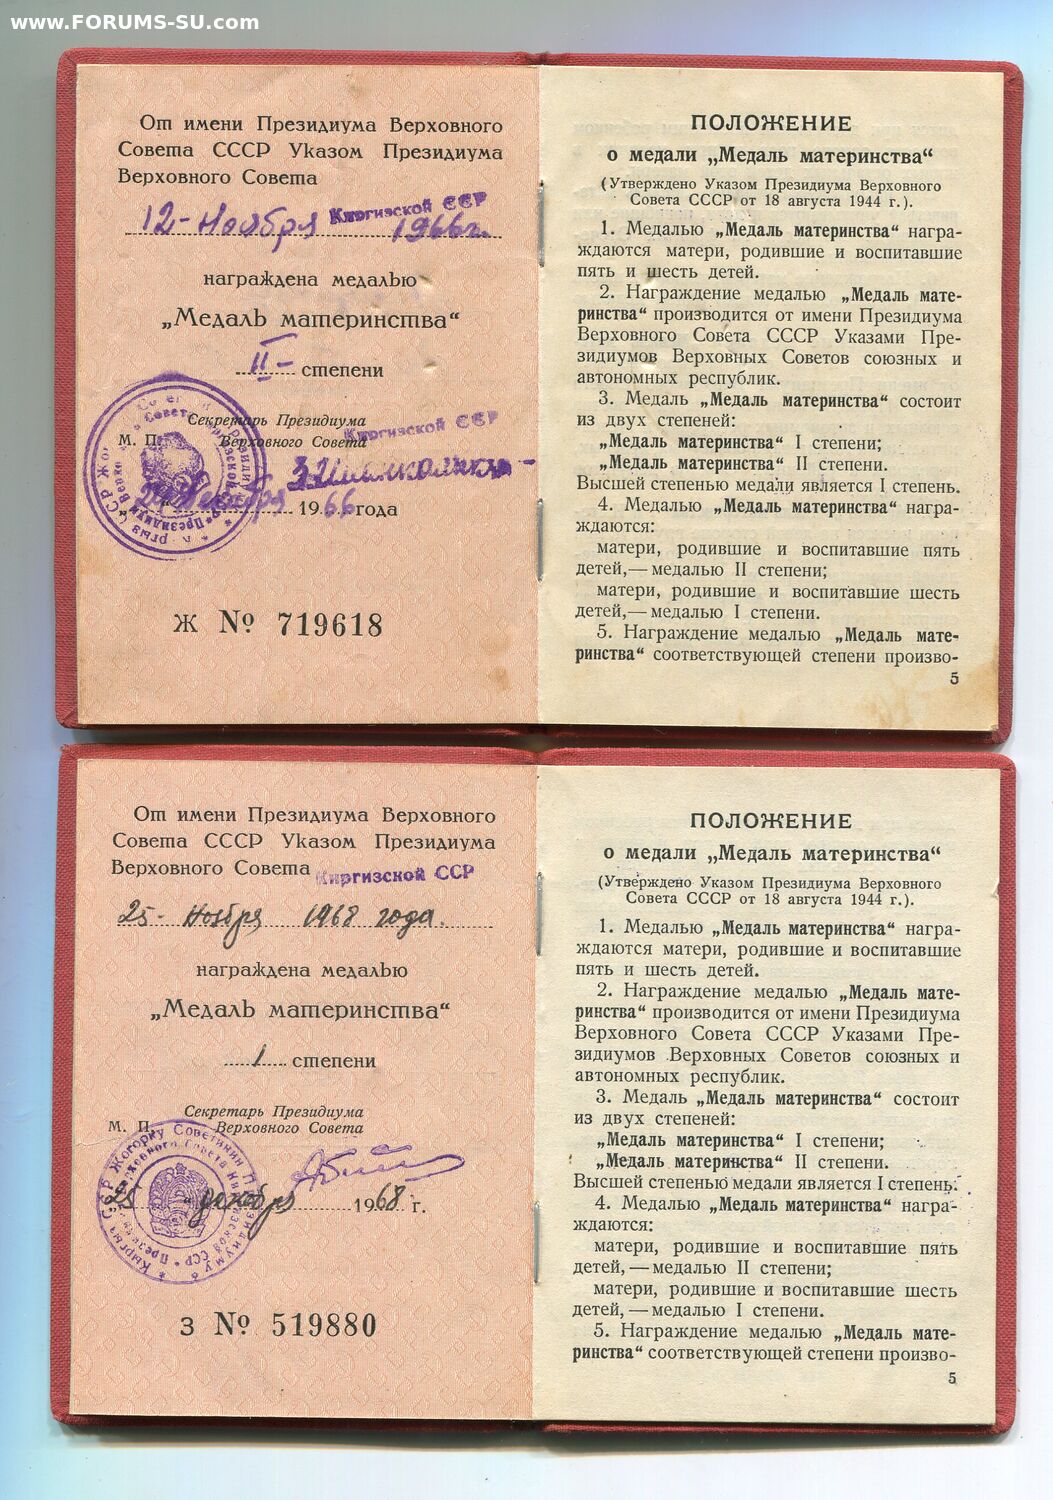 www.FORUMS-SU.com
От имени Президиума Верховного
Совета СССР Указом Президиума
Верховного Совета
Киргизской ССР
12 - Ноября 1966г.
награждена медалью
„Медаль материнства“
II - степени
Секретарь Президиума
М. П. Верховного Совета
Киргизской ССР
1966 года
Ж № 719618
ПОЛОЖЕНИЕ
о медали „Медаль материнства“
(Утверждено Указом Президиума Верховного
Совета СССР от 18 августа 1944 г.).
1. Медалью „Медаль материнства“ награ-
ждаются матери, родившие и воспитавшие
пять и шесть детей.
2. Награждение медалью „Медаль мате-
ринства“ производится от имени Президиума
Верховного Совета СССР Указами Пре-
зидиумов Верховных Советов союзных и
автономных республик.
3. Медаль „Медаль материнства“ состоит
из двух степеней:
„Медаль материнства“ I степени;
„Медаль материнства“ II степени.
Высшей степенью медали является I степень.
4. Медалью „Медаль материнства“ награ-
ждаются:
матери, родившие и воспитавшие пять
детей,— медалью II степени;
матери, родившие и воспитавшие шесть
детей,— медалью I степени.
5. Награждение медалью „Медаль мате-
ринства“ соответствующей степени произво-
5
От имени Президиума Верховного
Совета СССР Указом Президиума
Верховного Совета Киргизской ССР
25 - Ноября 1968 года.
награждена медалью
„Медаль материнства“
I степени
Секретарь Президиума
М. П. Верховного Совета
25 декабря 1968 г.
З № 519880
ПОЛОЖЕНИЕ
о медали „Медаль материнства“
(Утверждено Указом Президиума Верховного
Совета СССР от 18 августа 1944 г.).
1. Медалью „Медаль материнства“ награ-
ждаются матери, родившие и воспитавшие
пять и шесть детей.
2. Награждение медалью „Медаль мате-
ринства“ производится от имени Президиума
Верховного Совета СССР Указами Пре-
зидиумов Верховных Советов союзных и
автономных республик.
3. Медаль „Медаль материнства“ состоит
из двух степеней:
„Медаль материнства“ I степени;
„Медаль материнства“ II степени.
Высшей степенью медали является I степень.
4. Медалью „Медаль материнства“ награ-
ждаются:
матери, родившие и воспитавшие пять
детей, — медалью II степени;
матери, родившие и воспитавшие шесть
детей, — медалью I степени.
5. Награждение медалью „Медаль мате-
ринства“ соответствующей степени произво-
5